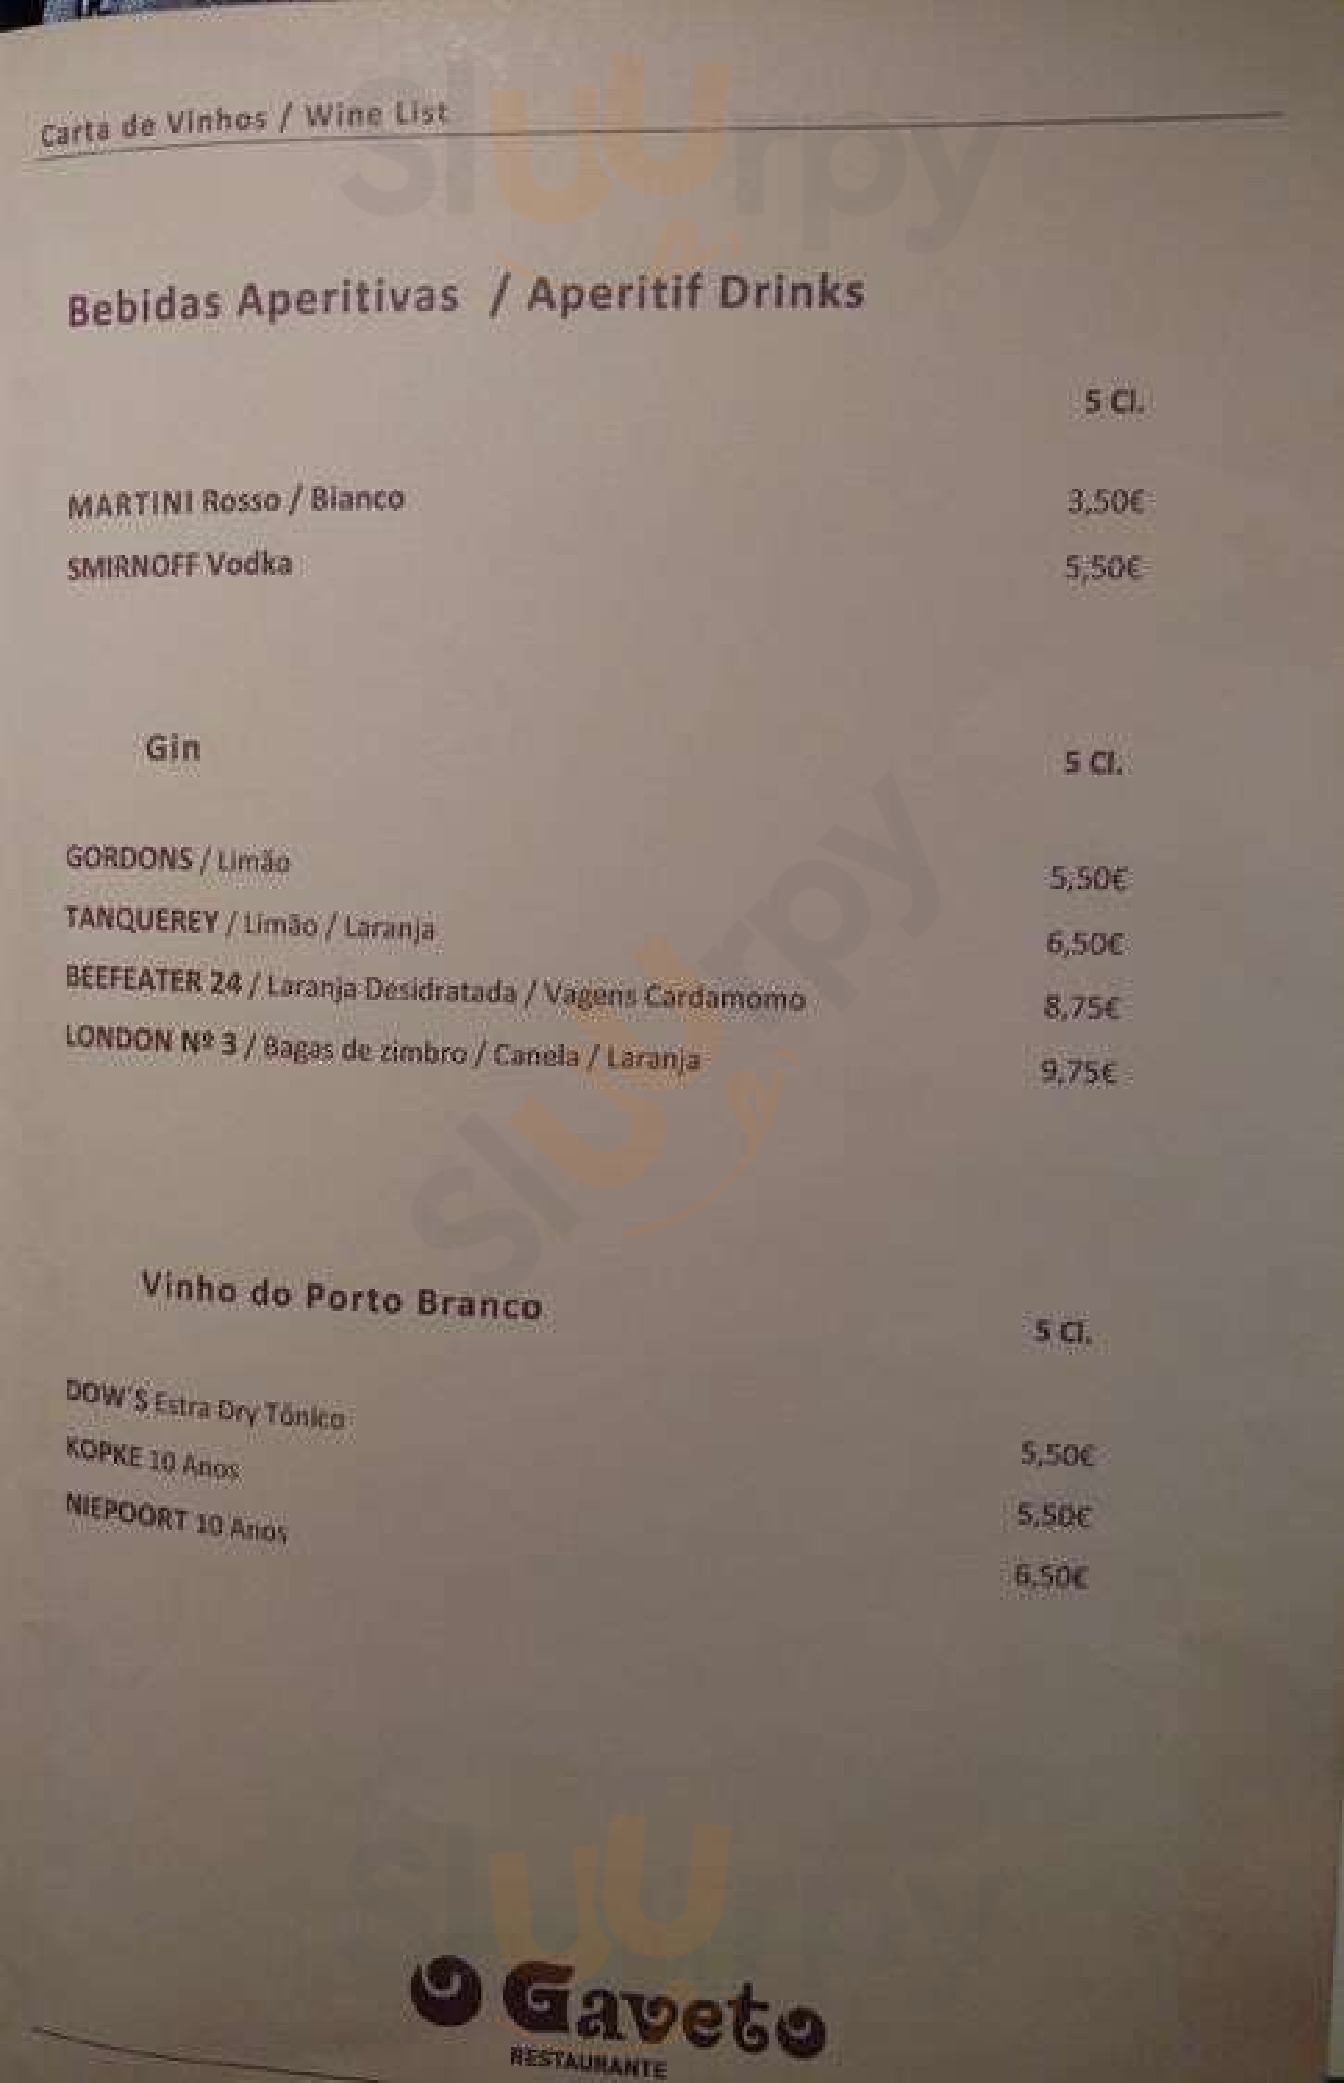 Carta de Vinhos / Wine List
Bebidas Aperitivas / Aperitif Drinks
5 Cl.
MARTINI Rosso / Bianco 3,50€
SMIRNOFF Vodka 5,50€
Gin 5 Cl.
GORDONS / Limão 5,50€
TANQUEREY / Limão / Laranja 6,50€
BEEFEATER 24 / Laranja Desidratada / Vagens Cardamomo 8,75€
LONDON Nº 3 / Bagas de zimbro / Canela / Laranja 9,75€
Vinho do Porto Branco 5 Cl.
DOW'S Estra Dry Tónico 5,50€
KOPKE 10 Anos 5,50€
NIEPOORT 10 Anos 6,50€
O Gaveto
RESTAURANTE
Sluurpy
Sluurpy
Sluurpy